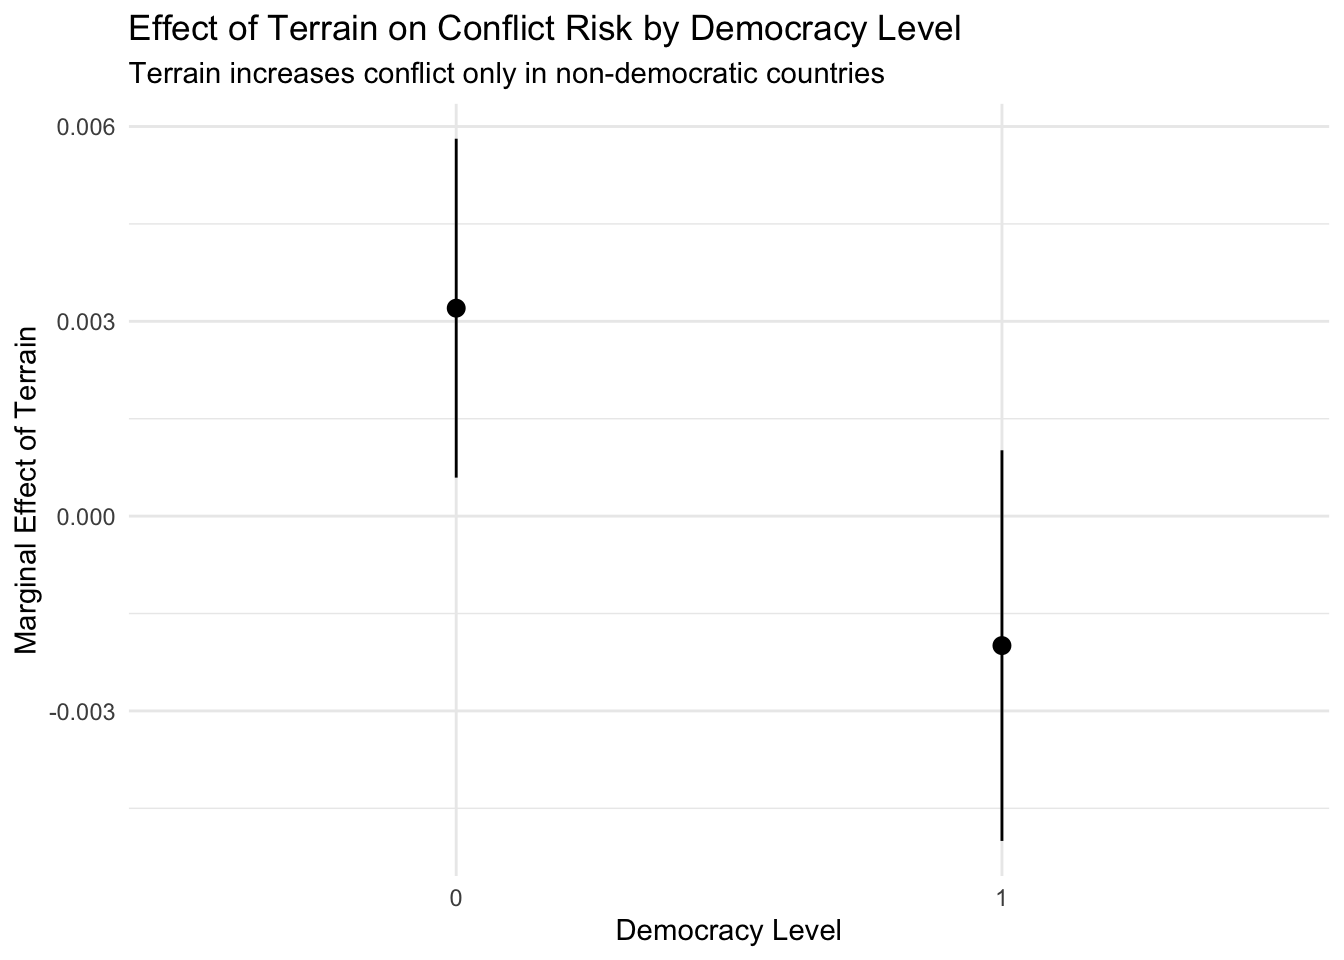 Effect of Terrain on Conflict Risk by Democracy Level
Terrain increases conflict only in non-democratic countries
Marginal Effect of Terrain
0.006
0.003
0.000
-0.003
0
1
Democracy Level